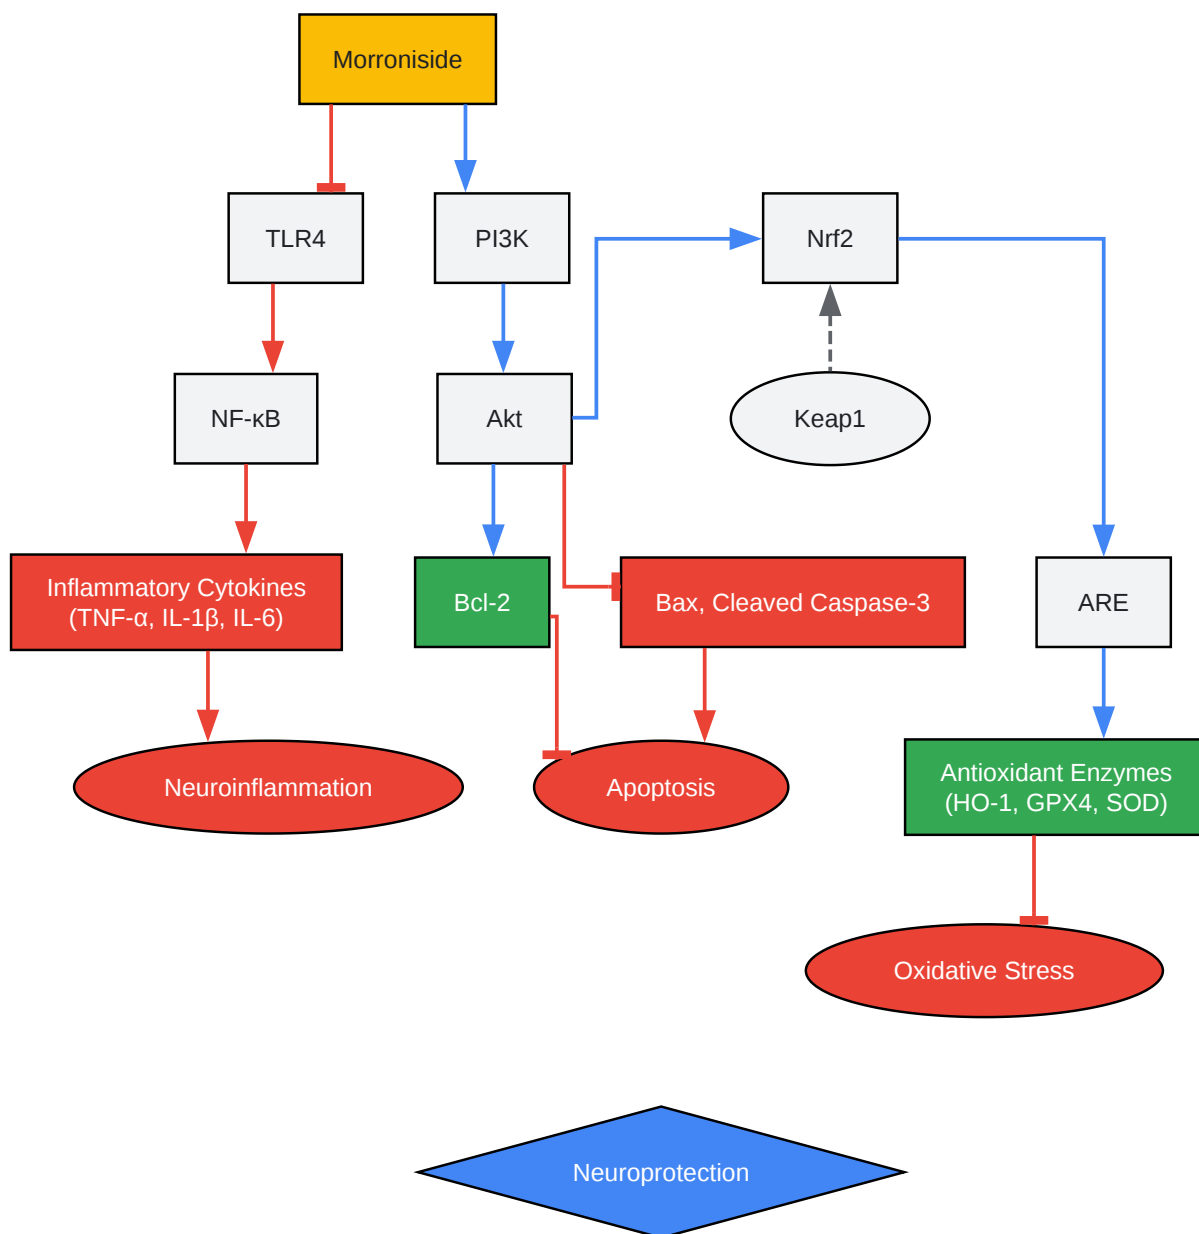 Morroniside
TLR4
PI3K
Nrf2
NF-κB
Akt
Keap1
Inflammatory Cytokines
(TNF-α, IL-1β, IL-6)
Bcl-2
Bax, Cleaved Caspase-3
ARE
Neuroinflammation
Apoptosis
Antioxidant Enzymes
(HO-1, GPX4, SOD)
Oxidative Stress
Neuroprotection